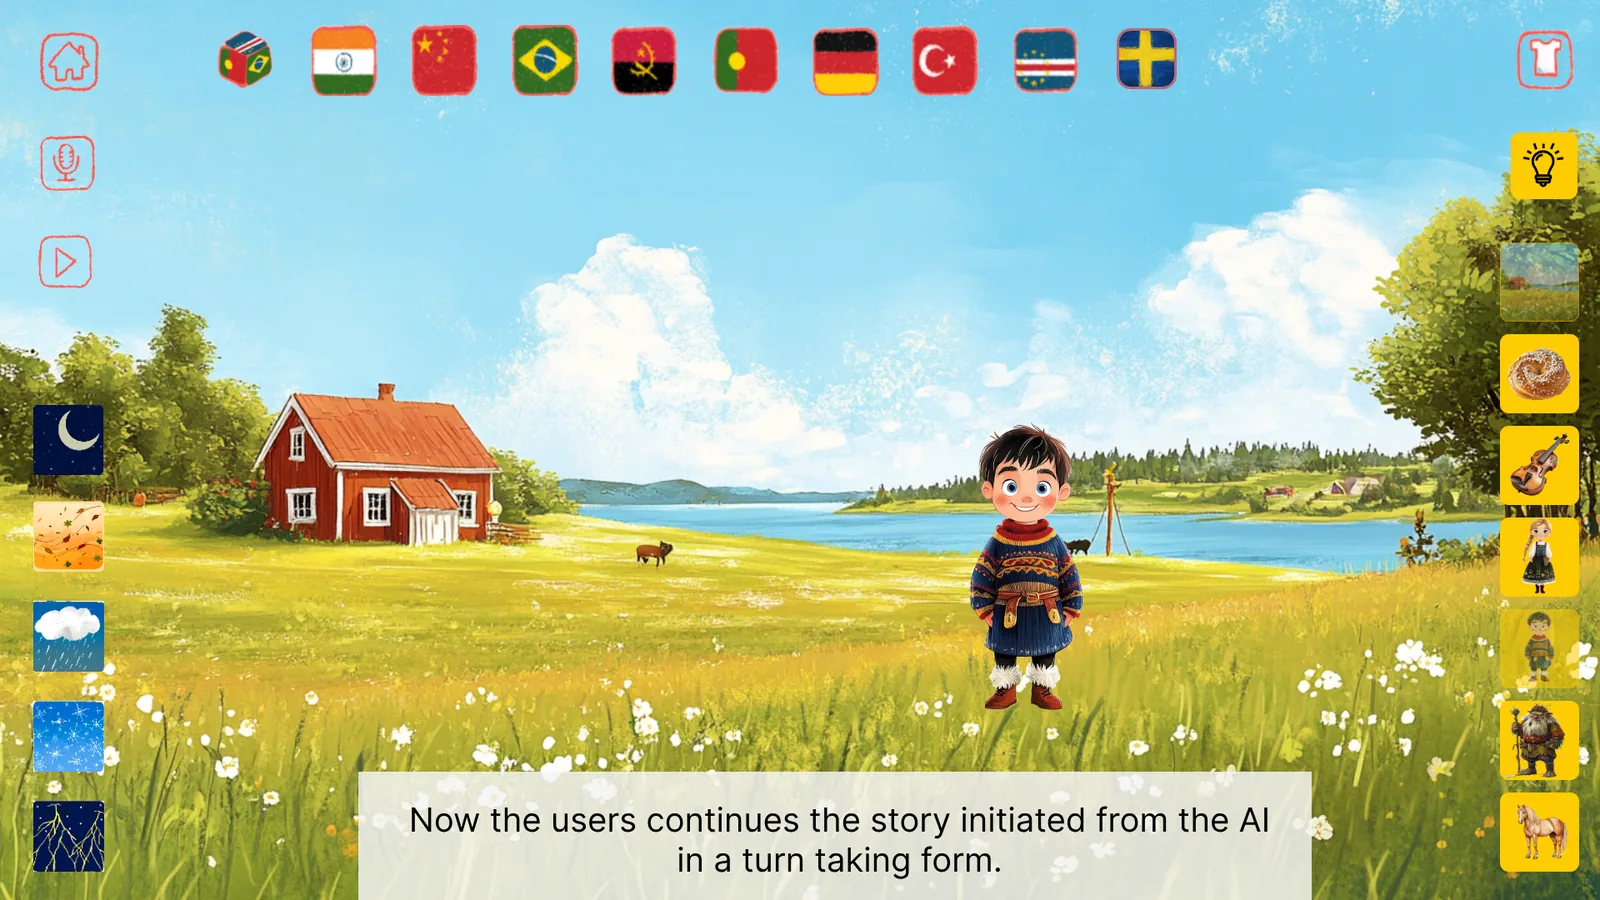 Now the users continues the story initiated from the AI
in a turn taking form.